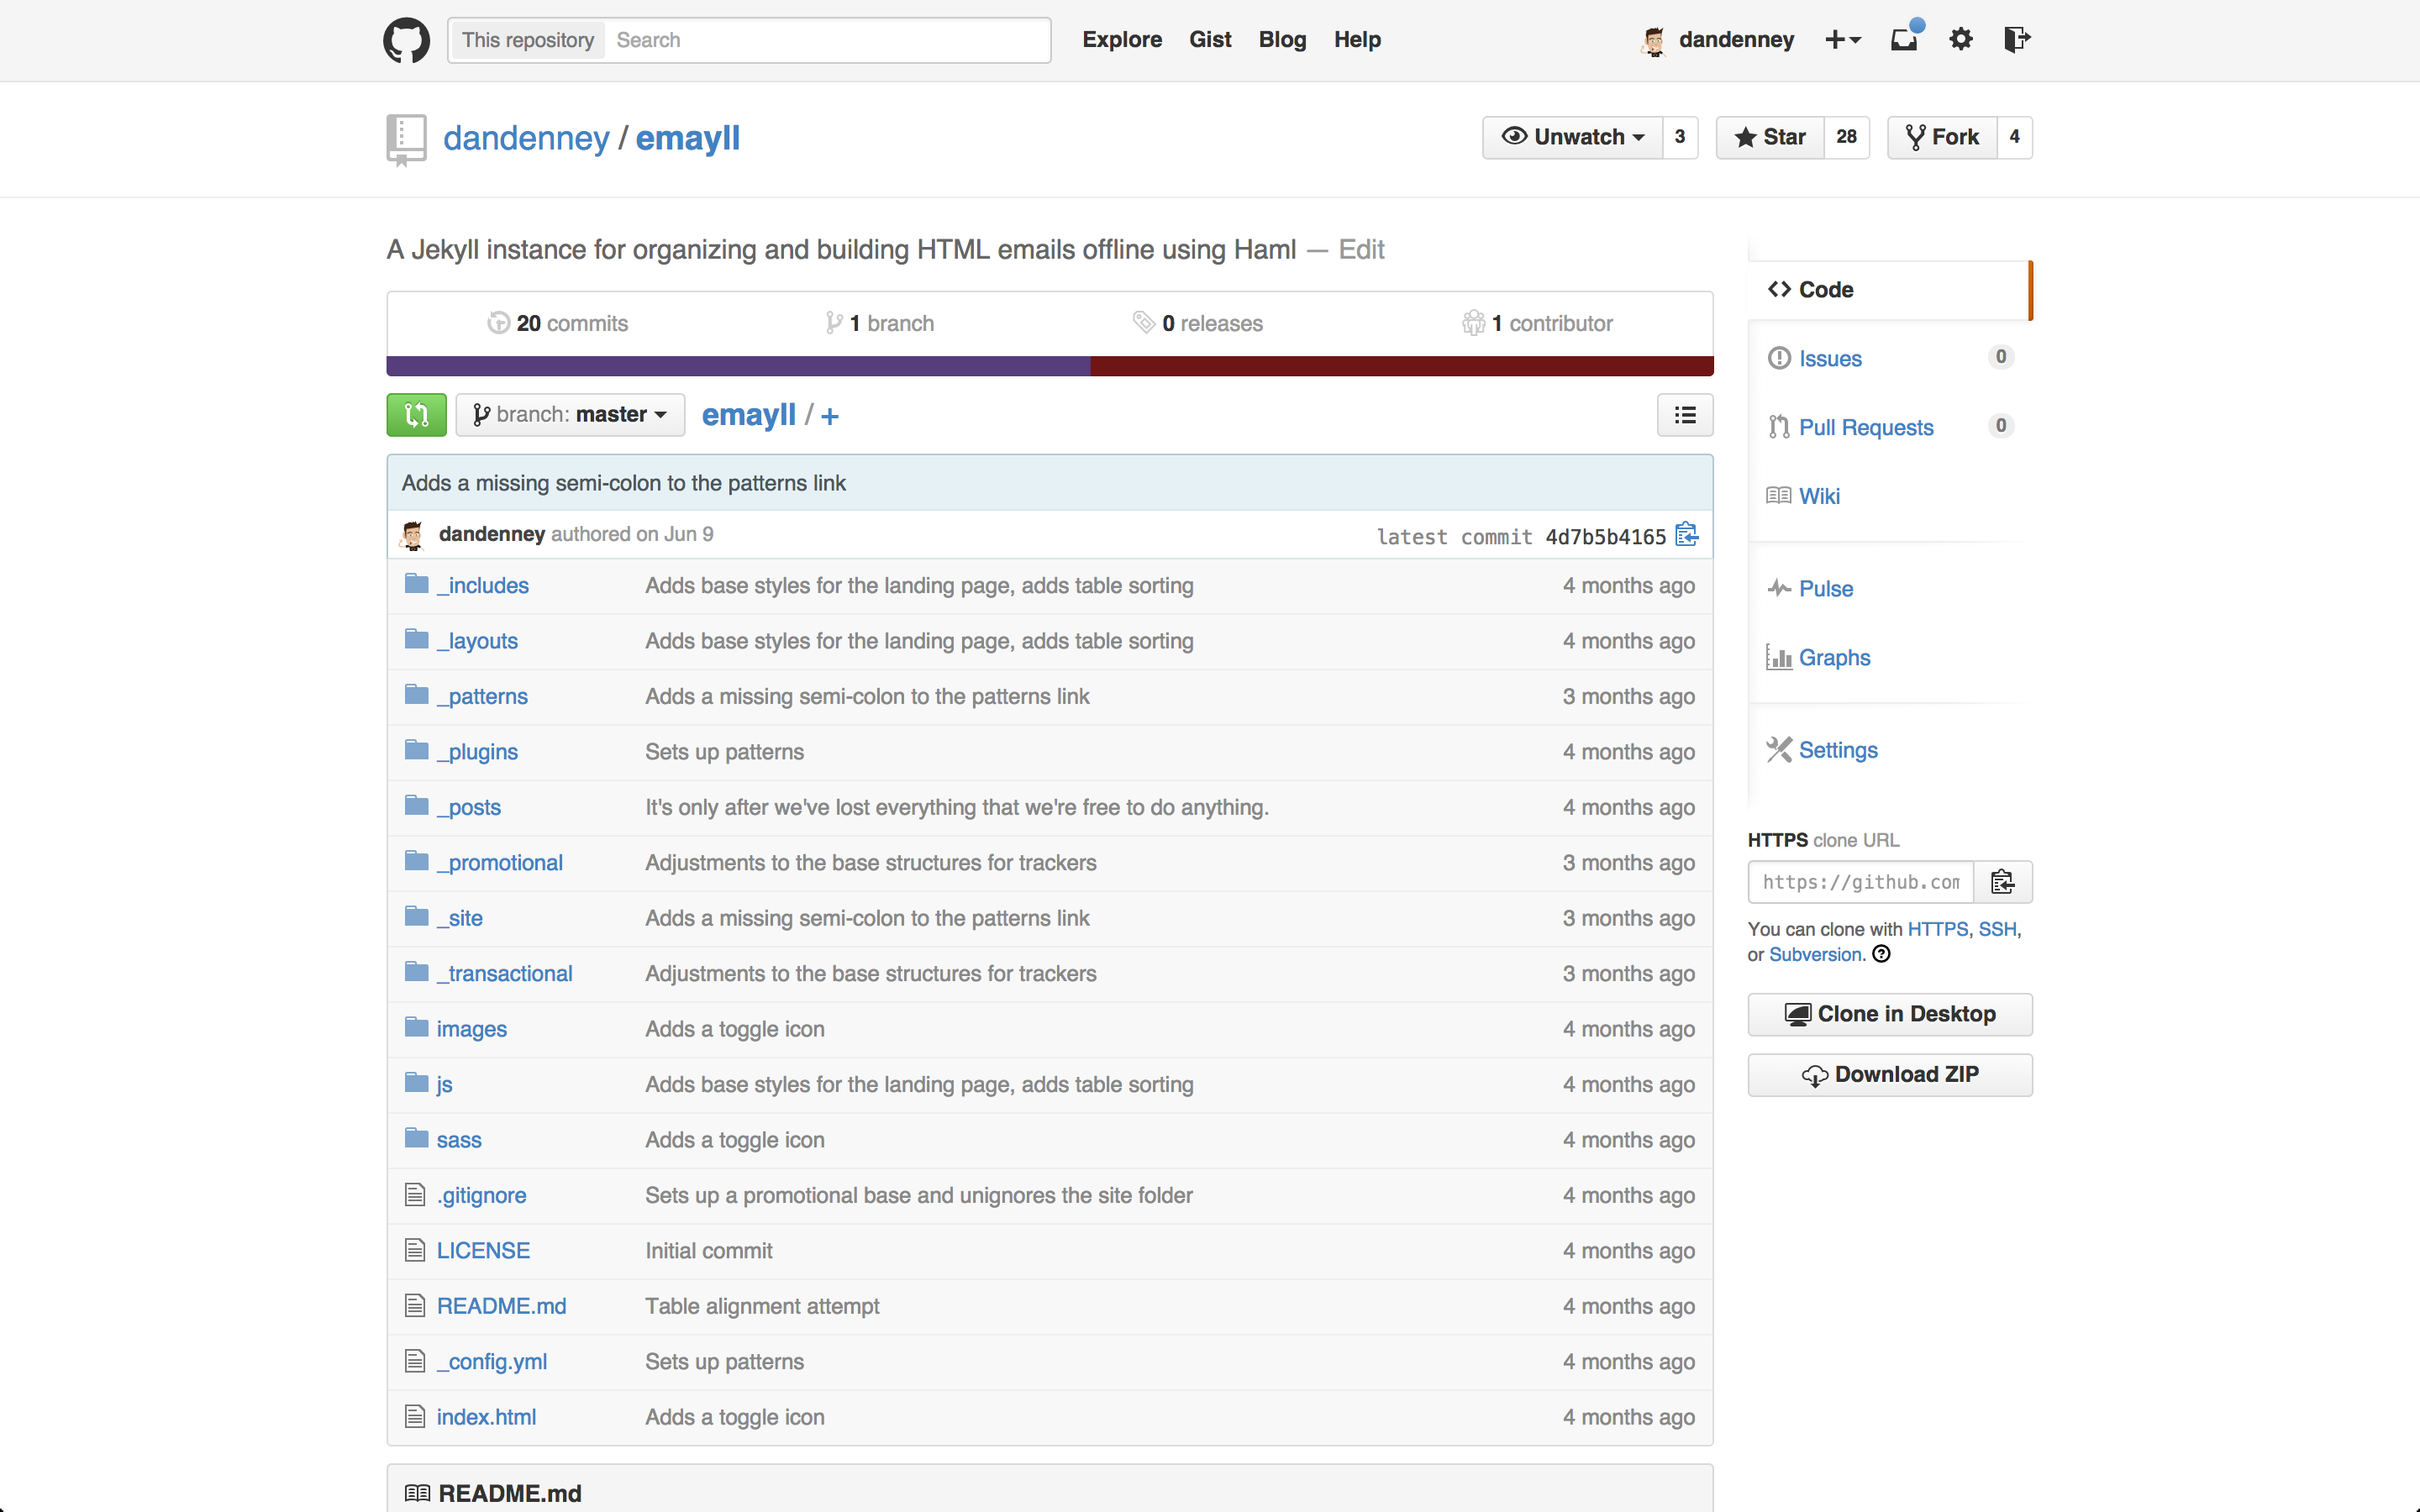 This repository Search Explore Gist Blog Help dandenney
dandenney / emayll Unwatch 3 Star 28 Fork 4
A Jekyll instance for organizing and building HTML emails offline using Haml — Edit
20 commits 1 branch 0 releases 1 contributor
branch: master emayll / +
Adds a missing semi-colon to the patterns link
dandenney authored on Jun 9 latest commit 4d7b5b4165
_includes Adds base styles for the landing page, adds table sorting 4 months ago
_layouts Adds base styles for the landing page, adds table sorting 4 months ago
_patterns Adds a missing semi-colon to the patterns link 3 months ago
_plugins Sets up patterns 4 months ago
_posts It's only after we've lost everything that we're free to do anything. 4 months ago
_promotional Adjustments to the base structures for trackers 3 months ago
_site Adds a missing semi-colon to the patterns link 3 months ago
_transactional Adjustments to the base structures for trackers 3 months ago
images Adds a toggle icon 4 months ago
js Adds base styles for the landing page, adds table sorting 4 months ago
sass Adds a toggle icon 4 months ago
.gitignore Sets up a promotional base and unignores the site folder 4 months ago
LICENSE Initial commit 4 months ago
README.md Table alignment attempt 4 months ago
_config.yml Sets up patterns 4 months ago
index.html Adds a toggle icon 4 months ago
README.md
Code
Issues 0
Pull Requests 0
Wiki
Pulse
Graphs
Settings
HTTPS clone URL
https://github.com
You can clone with HTTPS, SSH,
or Subversion.
Clone in Desktop
Download ZIP